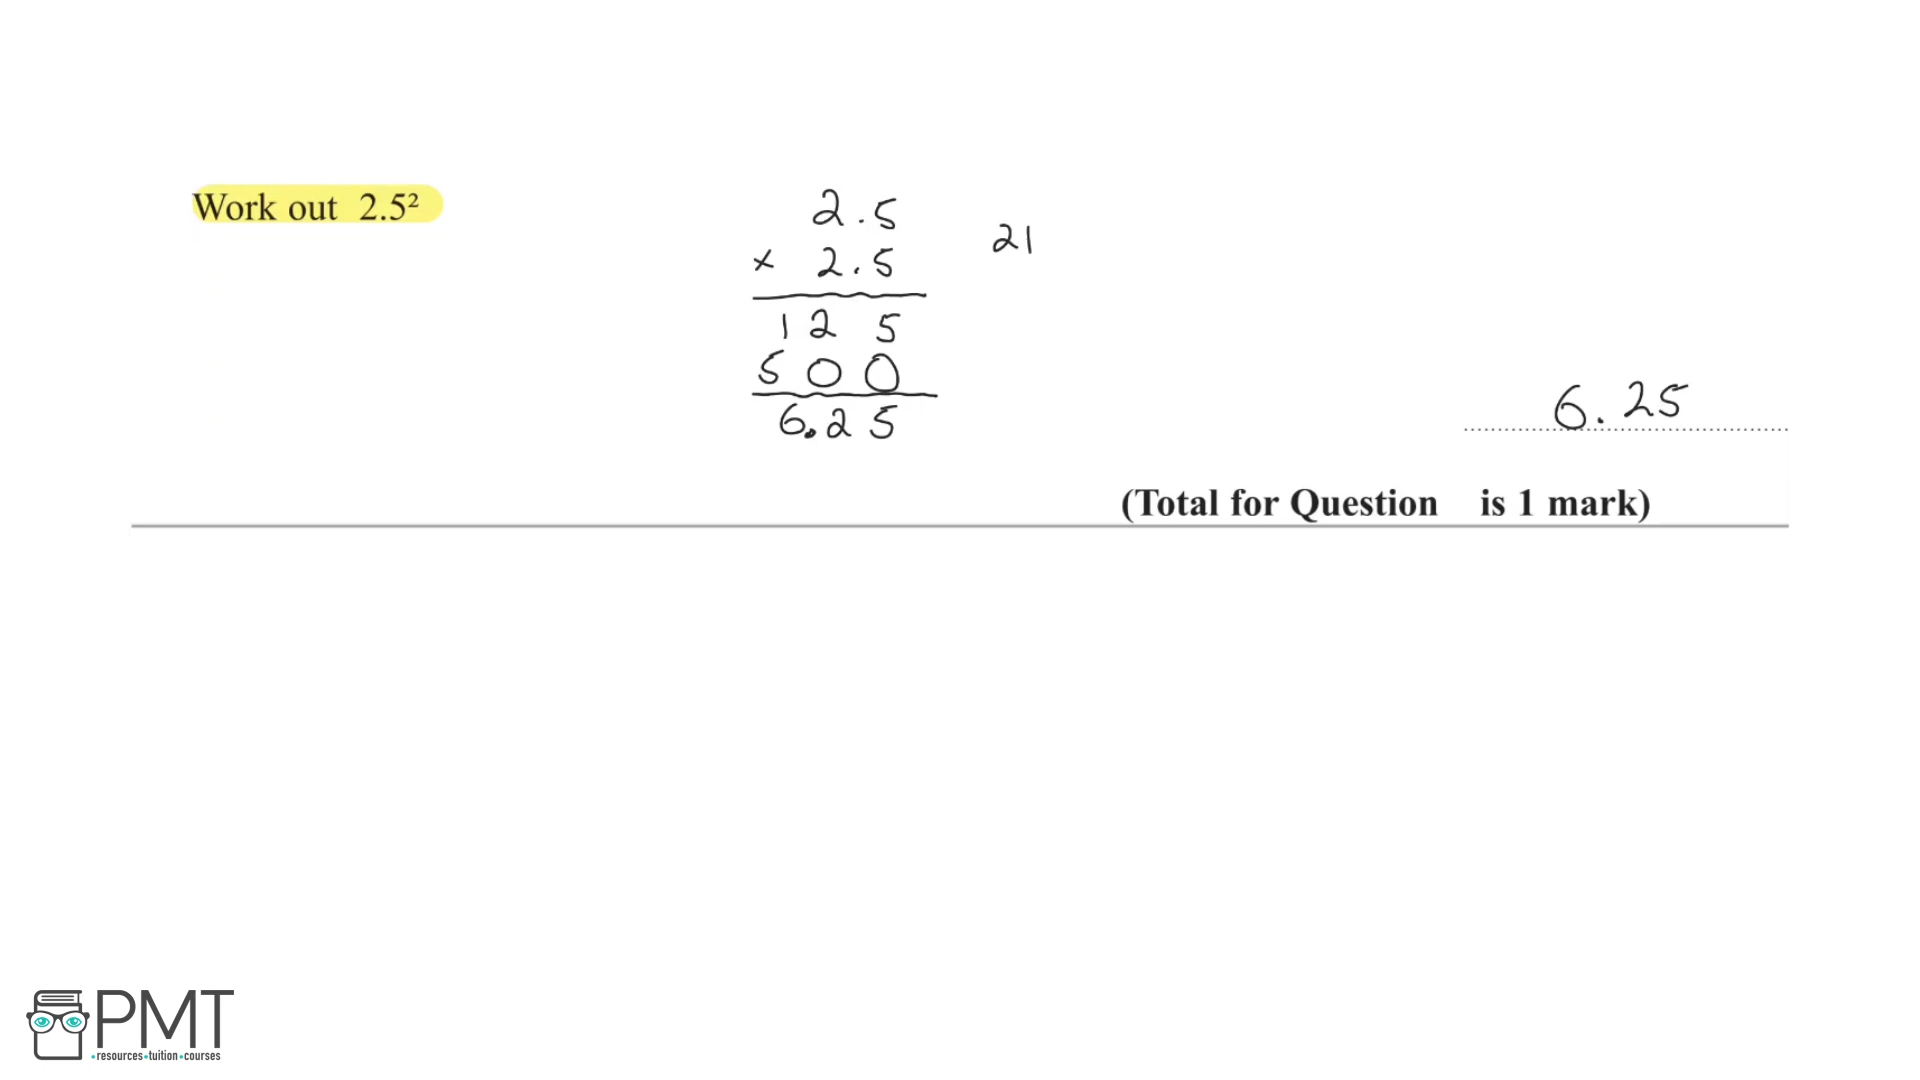 Work out 2.5²
2.5
× 2.5
21
125
500
6.25
6.25
(Total for Question is 1 mark)
PMT
•resources•tuition•courses